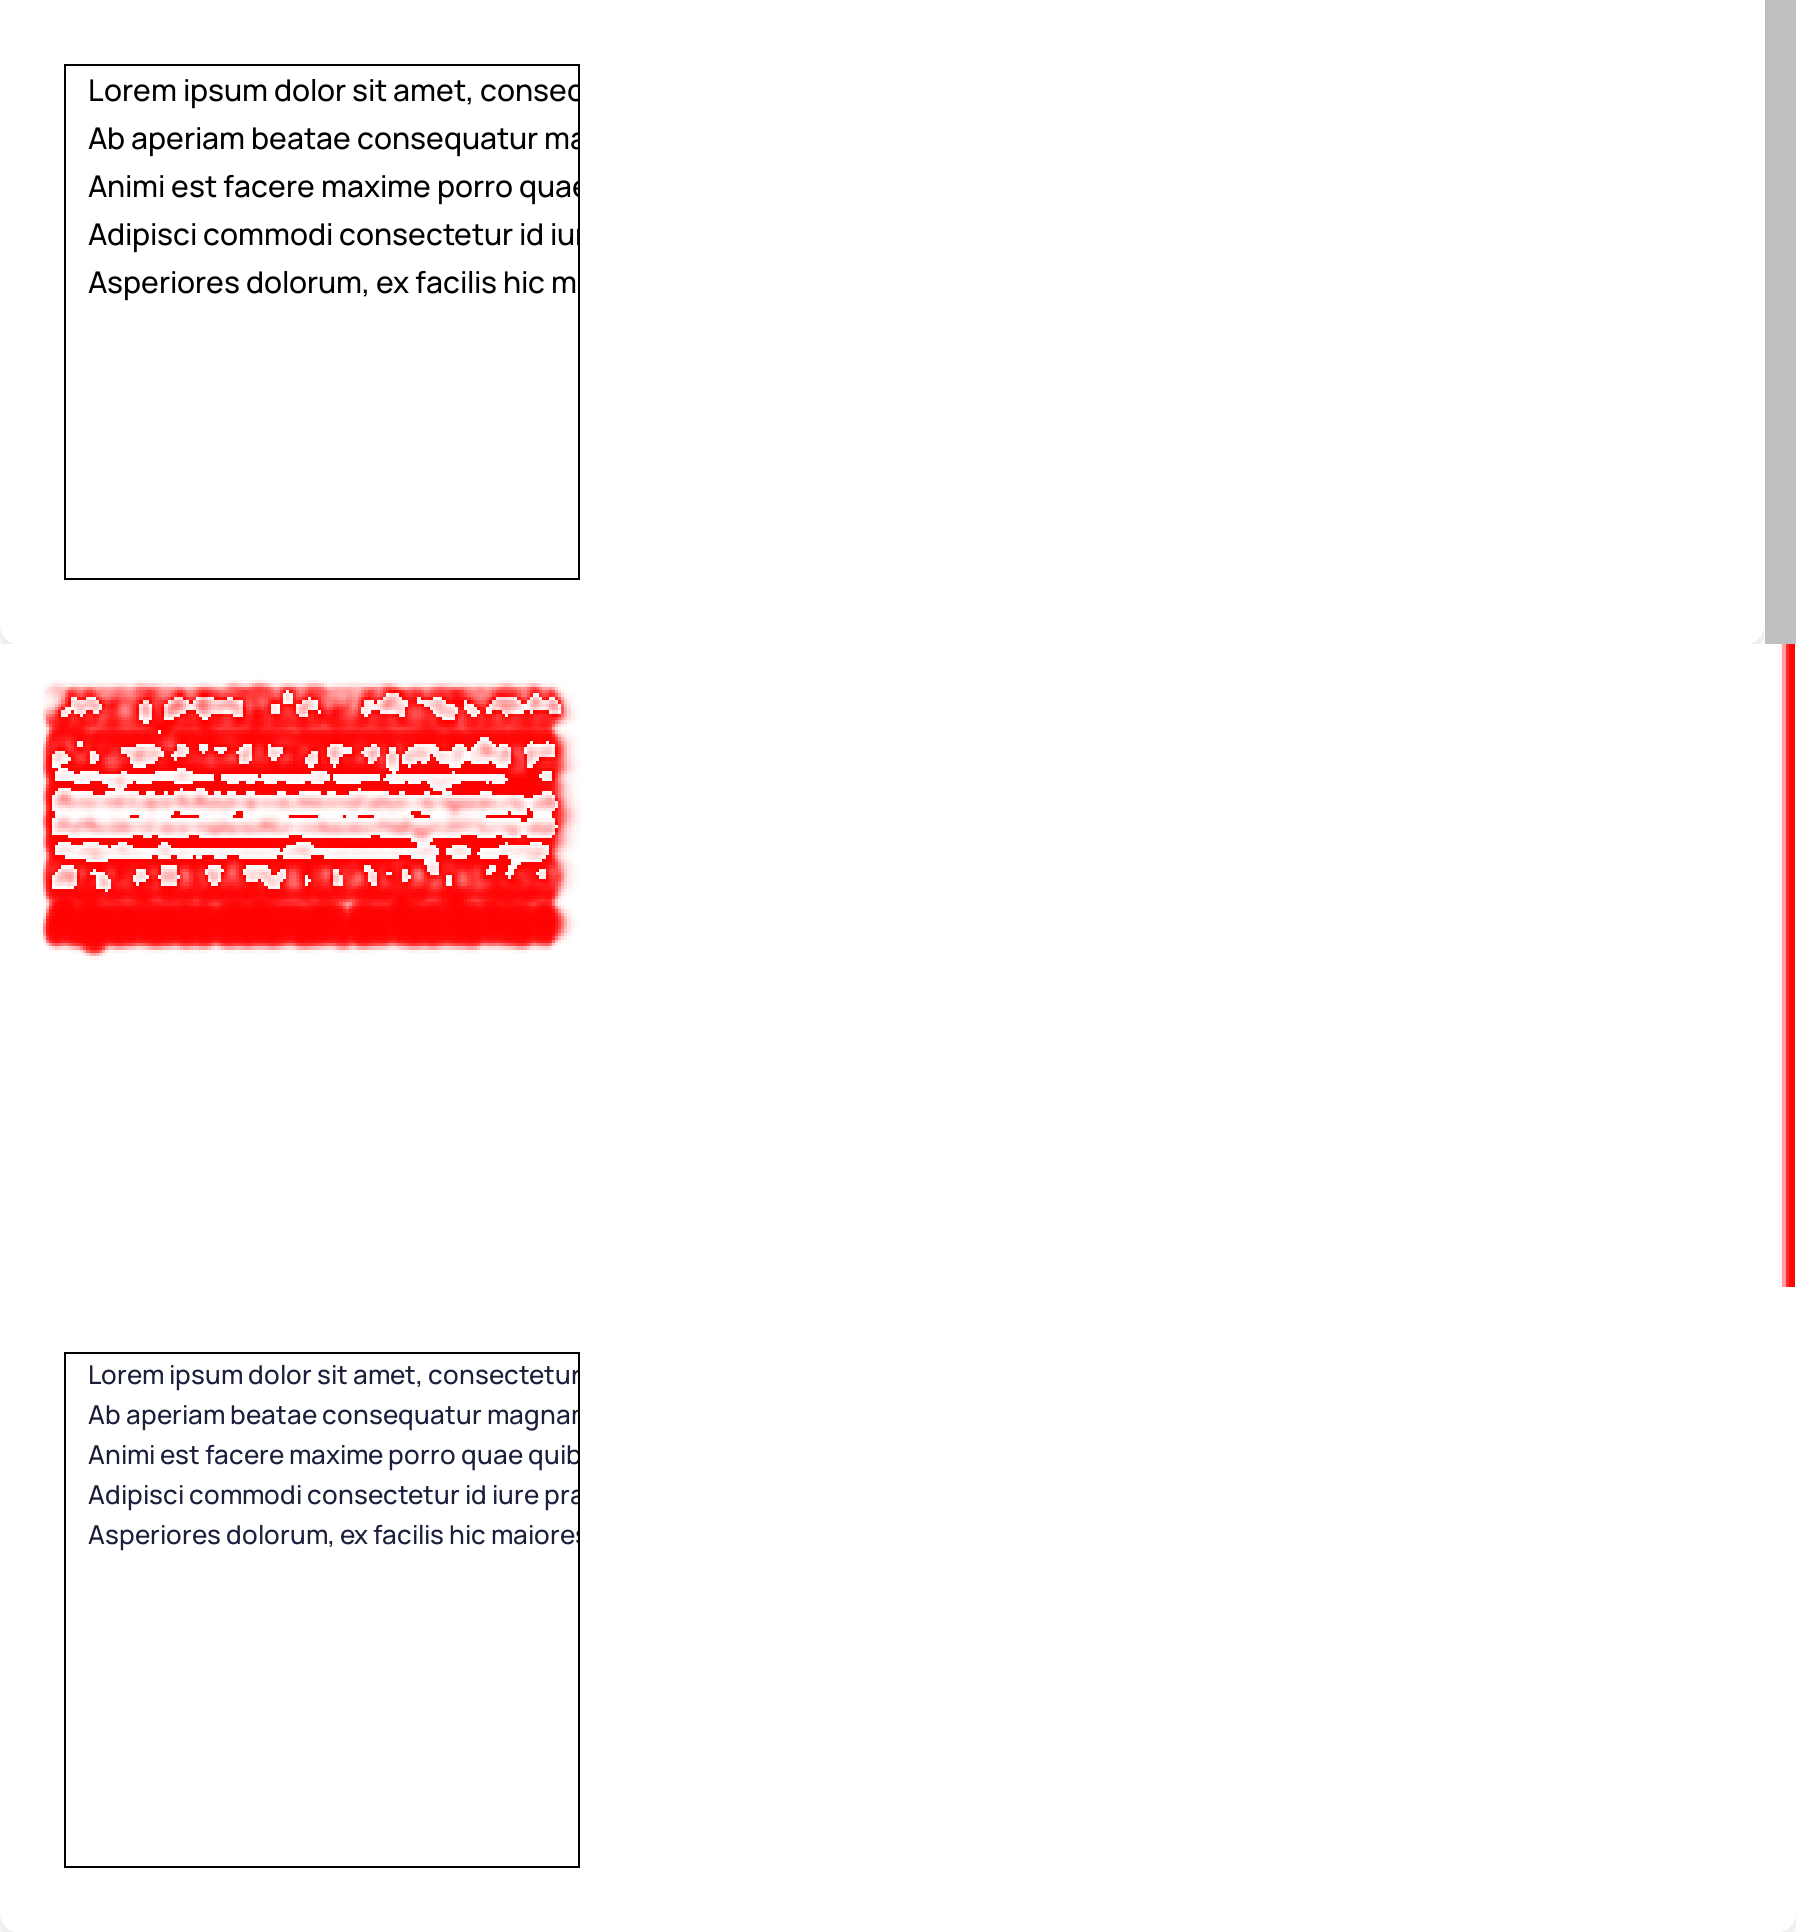 Lorem ipsum dolor sit amet, consec
Ab aperiam beatae consequatur ma
Animi est facere maxime porro quae
Adipisci commodi consectetur id iur
Asperiores dolorum, ex facilis hic m
Lorem ipsum dolor sit amet, consectetur
Ab aperiam beatae consequatur magnam
Animi est facere maxime porro quae quib
Adipisci commodi consectetur id iure pra
Asperiores dolorum, ex facilis hic maiores